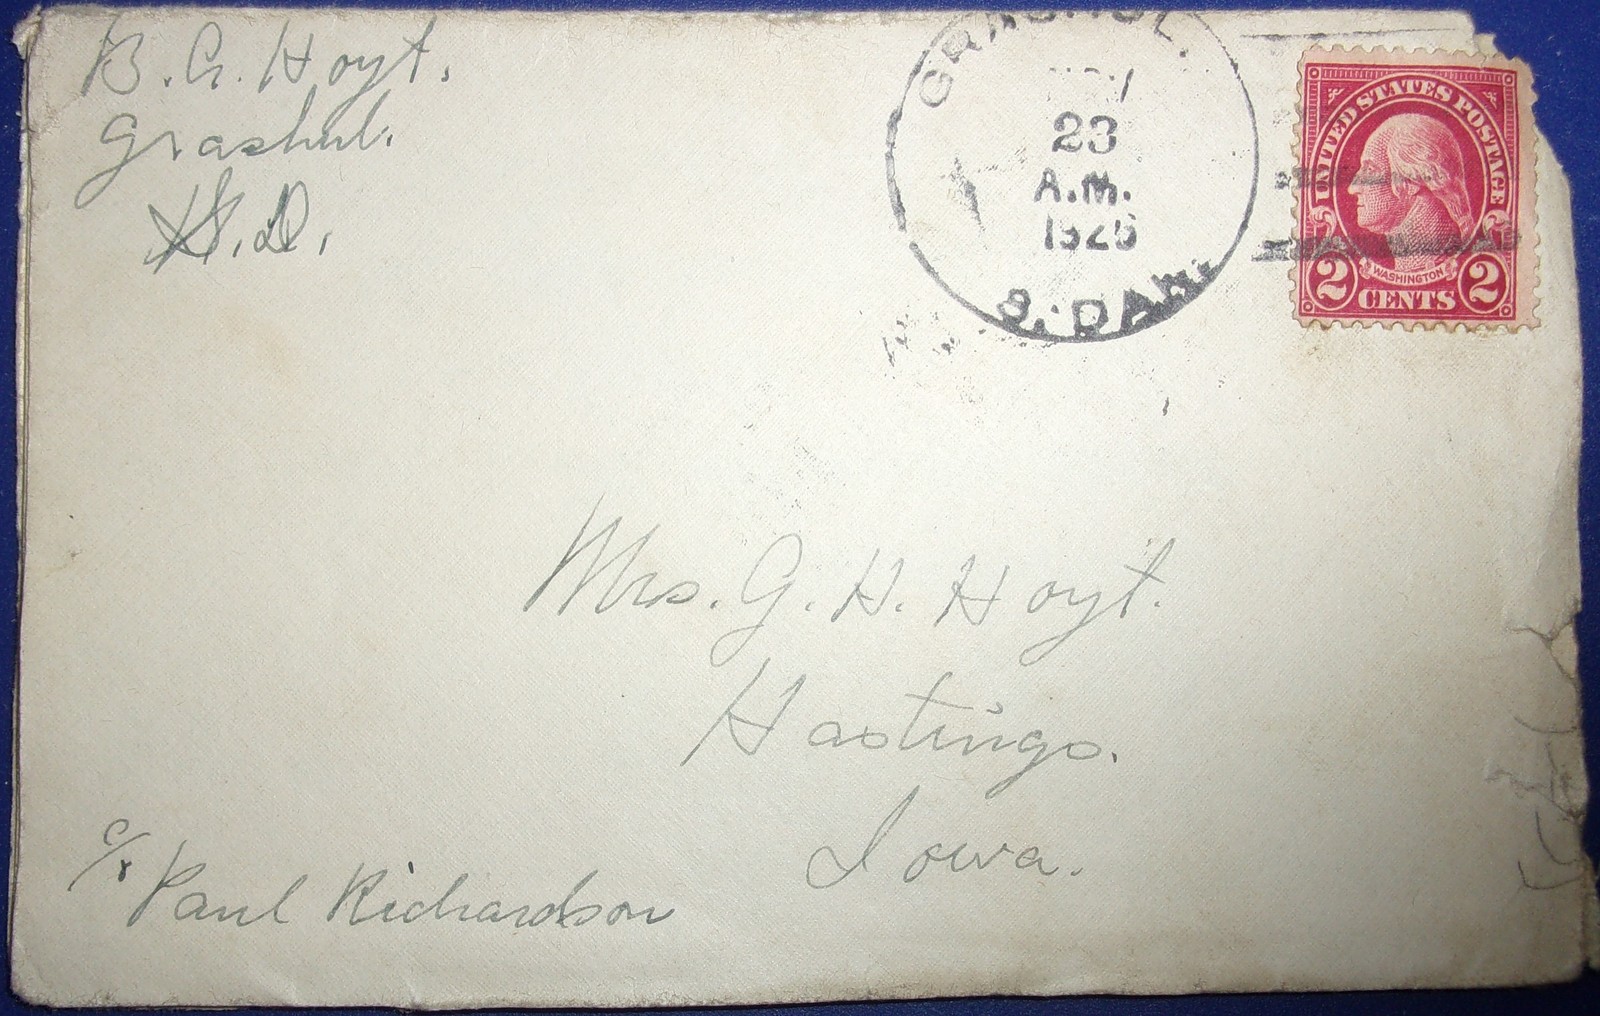 B. G. Hoyt.
Grashul.
S. D.
23
A.M.
S. DAK.
UNITED STATES POSTAGE
WASHINGTON
2 CENTS 2
Mrs. G. H. Hoyt.
Hastings.
Iowa.
c/o Paul Richardson